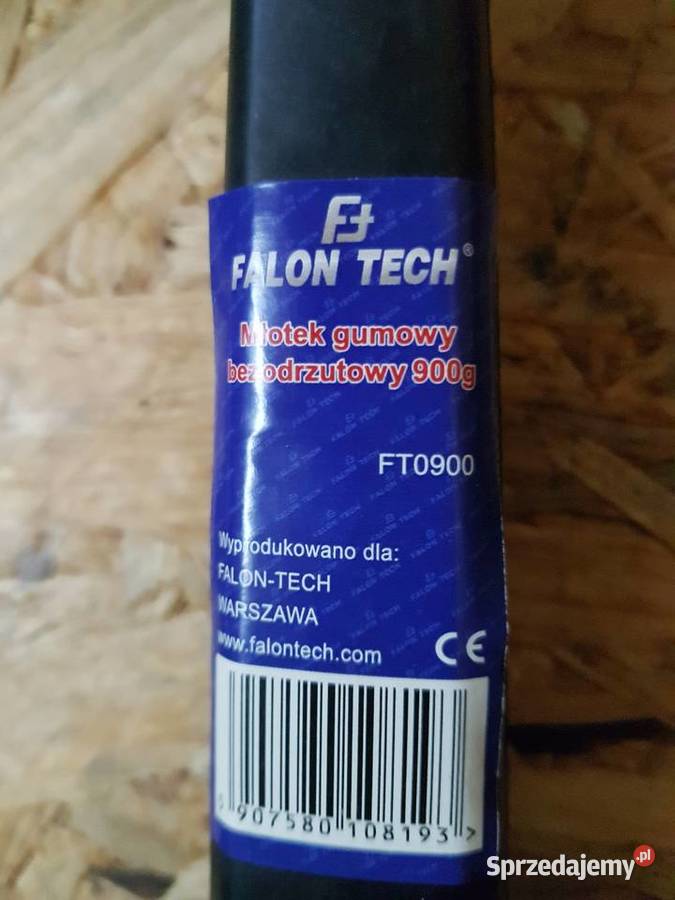 FALON TECH®
Młotek gumowy
bezodrzutowy 900g
FT0900
Wyprodukowano dla:
FALON-TECH
WARSZAWA
www.falontech.com
CE
5 907580 108193 >
Sprzedajemy.pl